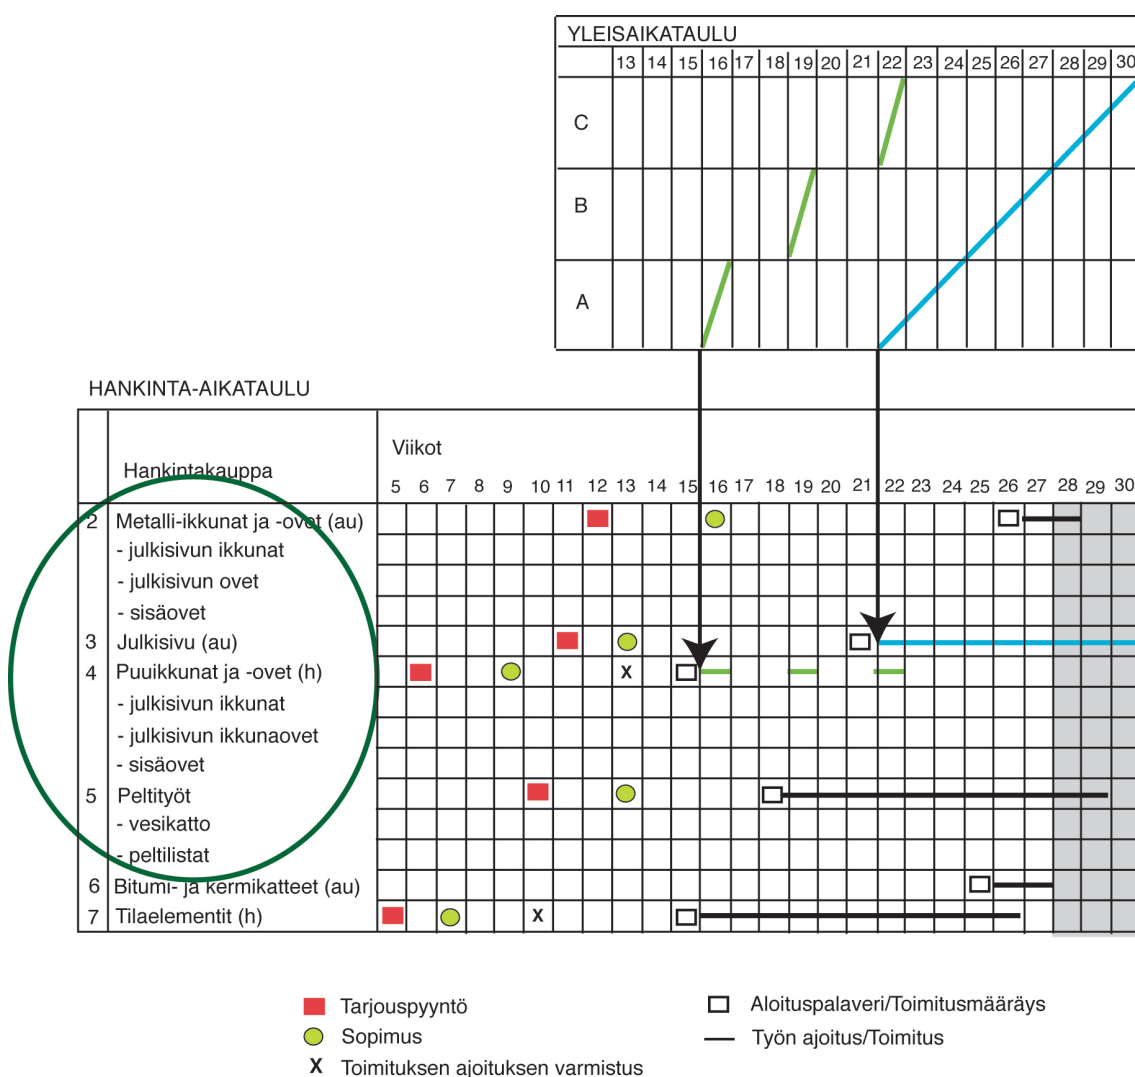 YLEISAIKATAULU
13 14 15 16 17 18 19 20 21 22 23 24 25 26 27 28 29 30
C
B
A
HANKINTA-AIKATAULU
Viikot
Hankintakauppa
5 6 7 8 9 10 11 12 13 14 15 16 17 18 19 20 21 22 23 24 25 26 27 28 29 30
2 Metalli-ikkunat ja -ovet (au)
- julkisivun ikkunat
- julkisivun ovet
- sisäovet
3 Julkisivu (au)
4 Puuikkunat ja -ovet (h) x
- julkisivun ikkunat
- julkisivun ikkunaovet
- sisäovet
5 Peltityöt
- vesikatto
- peltilistat
6 Bitumi- ja kermikatteet (au)
7 Tilaelementit (h) x
Tarjouspyyntö
Sopimus
X Toimituksen ajoituksen varmistus
Aloituspalaveri/Toimitusmääräys
Työn ajoitus/Toimitus